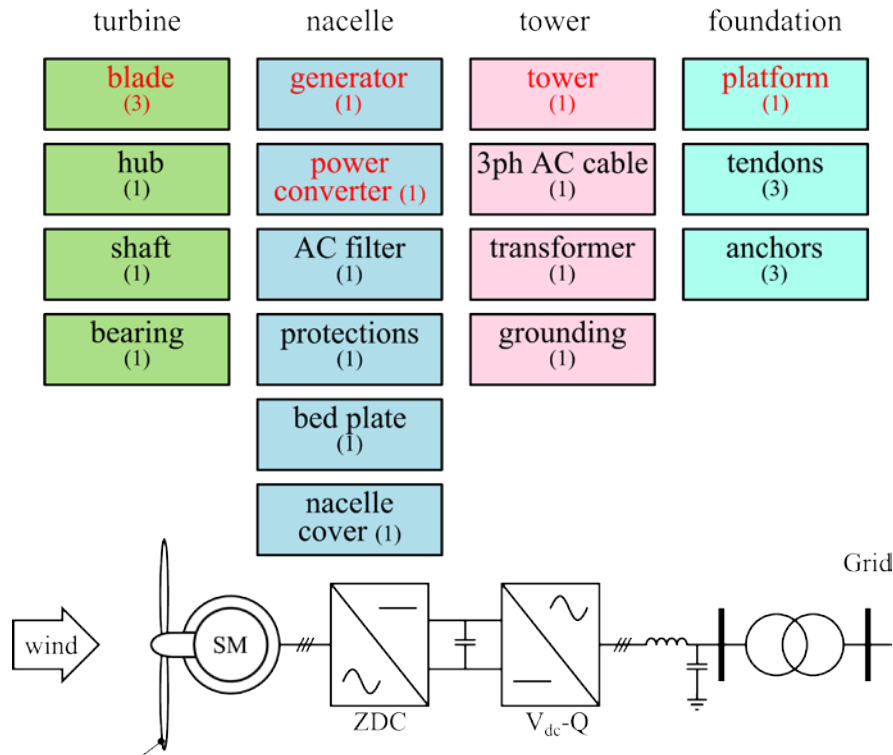 turbine nacelle tower foundation
blade generator tower platform
(3) (1) (1) (1)
hub power 3ph AC cable tendons
(1) converter (1) (1) (3)
shaft AC filter transformer anchors
(1) (1) (1) (3)
bearing protections grounding
(1) (1) (1)
bed plate
(1)
nacelle
cover (1)
Grid
wind SM
ZDC V_dc-Q